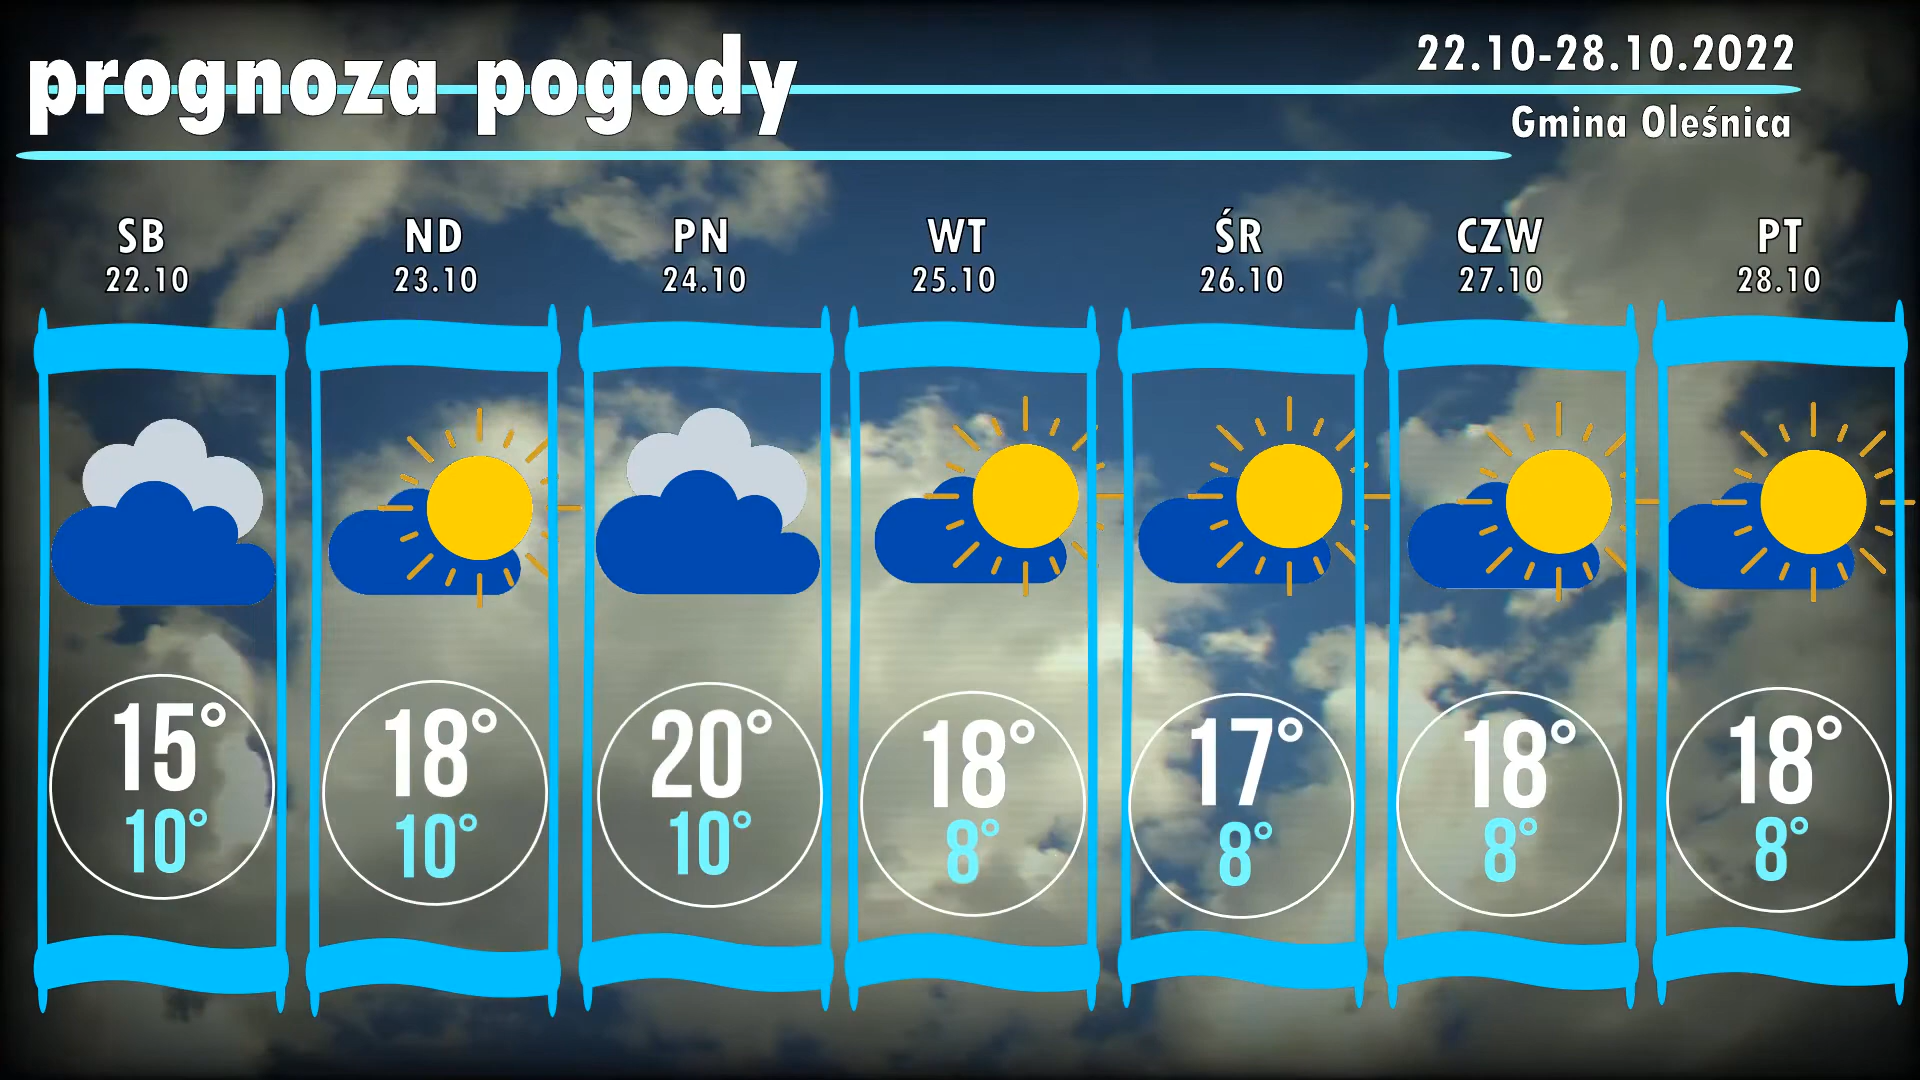 prognoza pogody
22.10-28.10.2022
Gmina Oleśnica
SB
22.10
15°
10°
ND
23.10
18°
10°
PN
24.10
20°
10°
WT
25.10
18°
8°
ŚR
26.10
17°
8°
CZW
27.10
18°
8°
PT
28.10
18°
8°